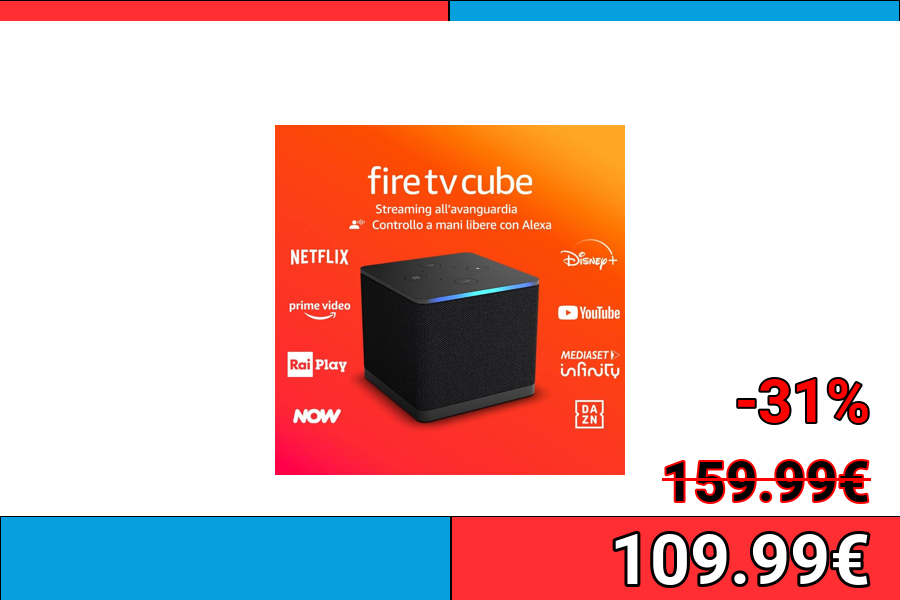 fire tv cube
Streaming all'avanguardia
Controllo a mani libere con Alexa
NETFLIX
Disney+
prime video
YouTube
Rai Play
MEDIASET
infinity
NOW
DA
ZN
-31%
159.99€
109.99€